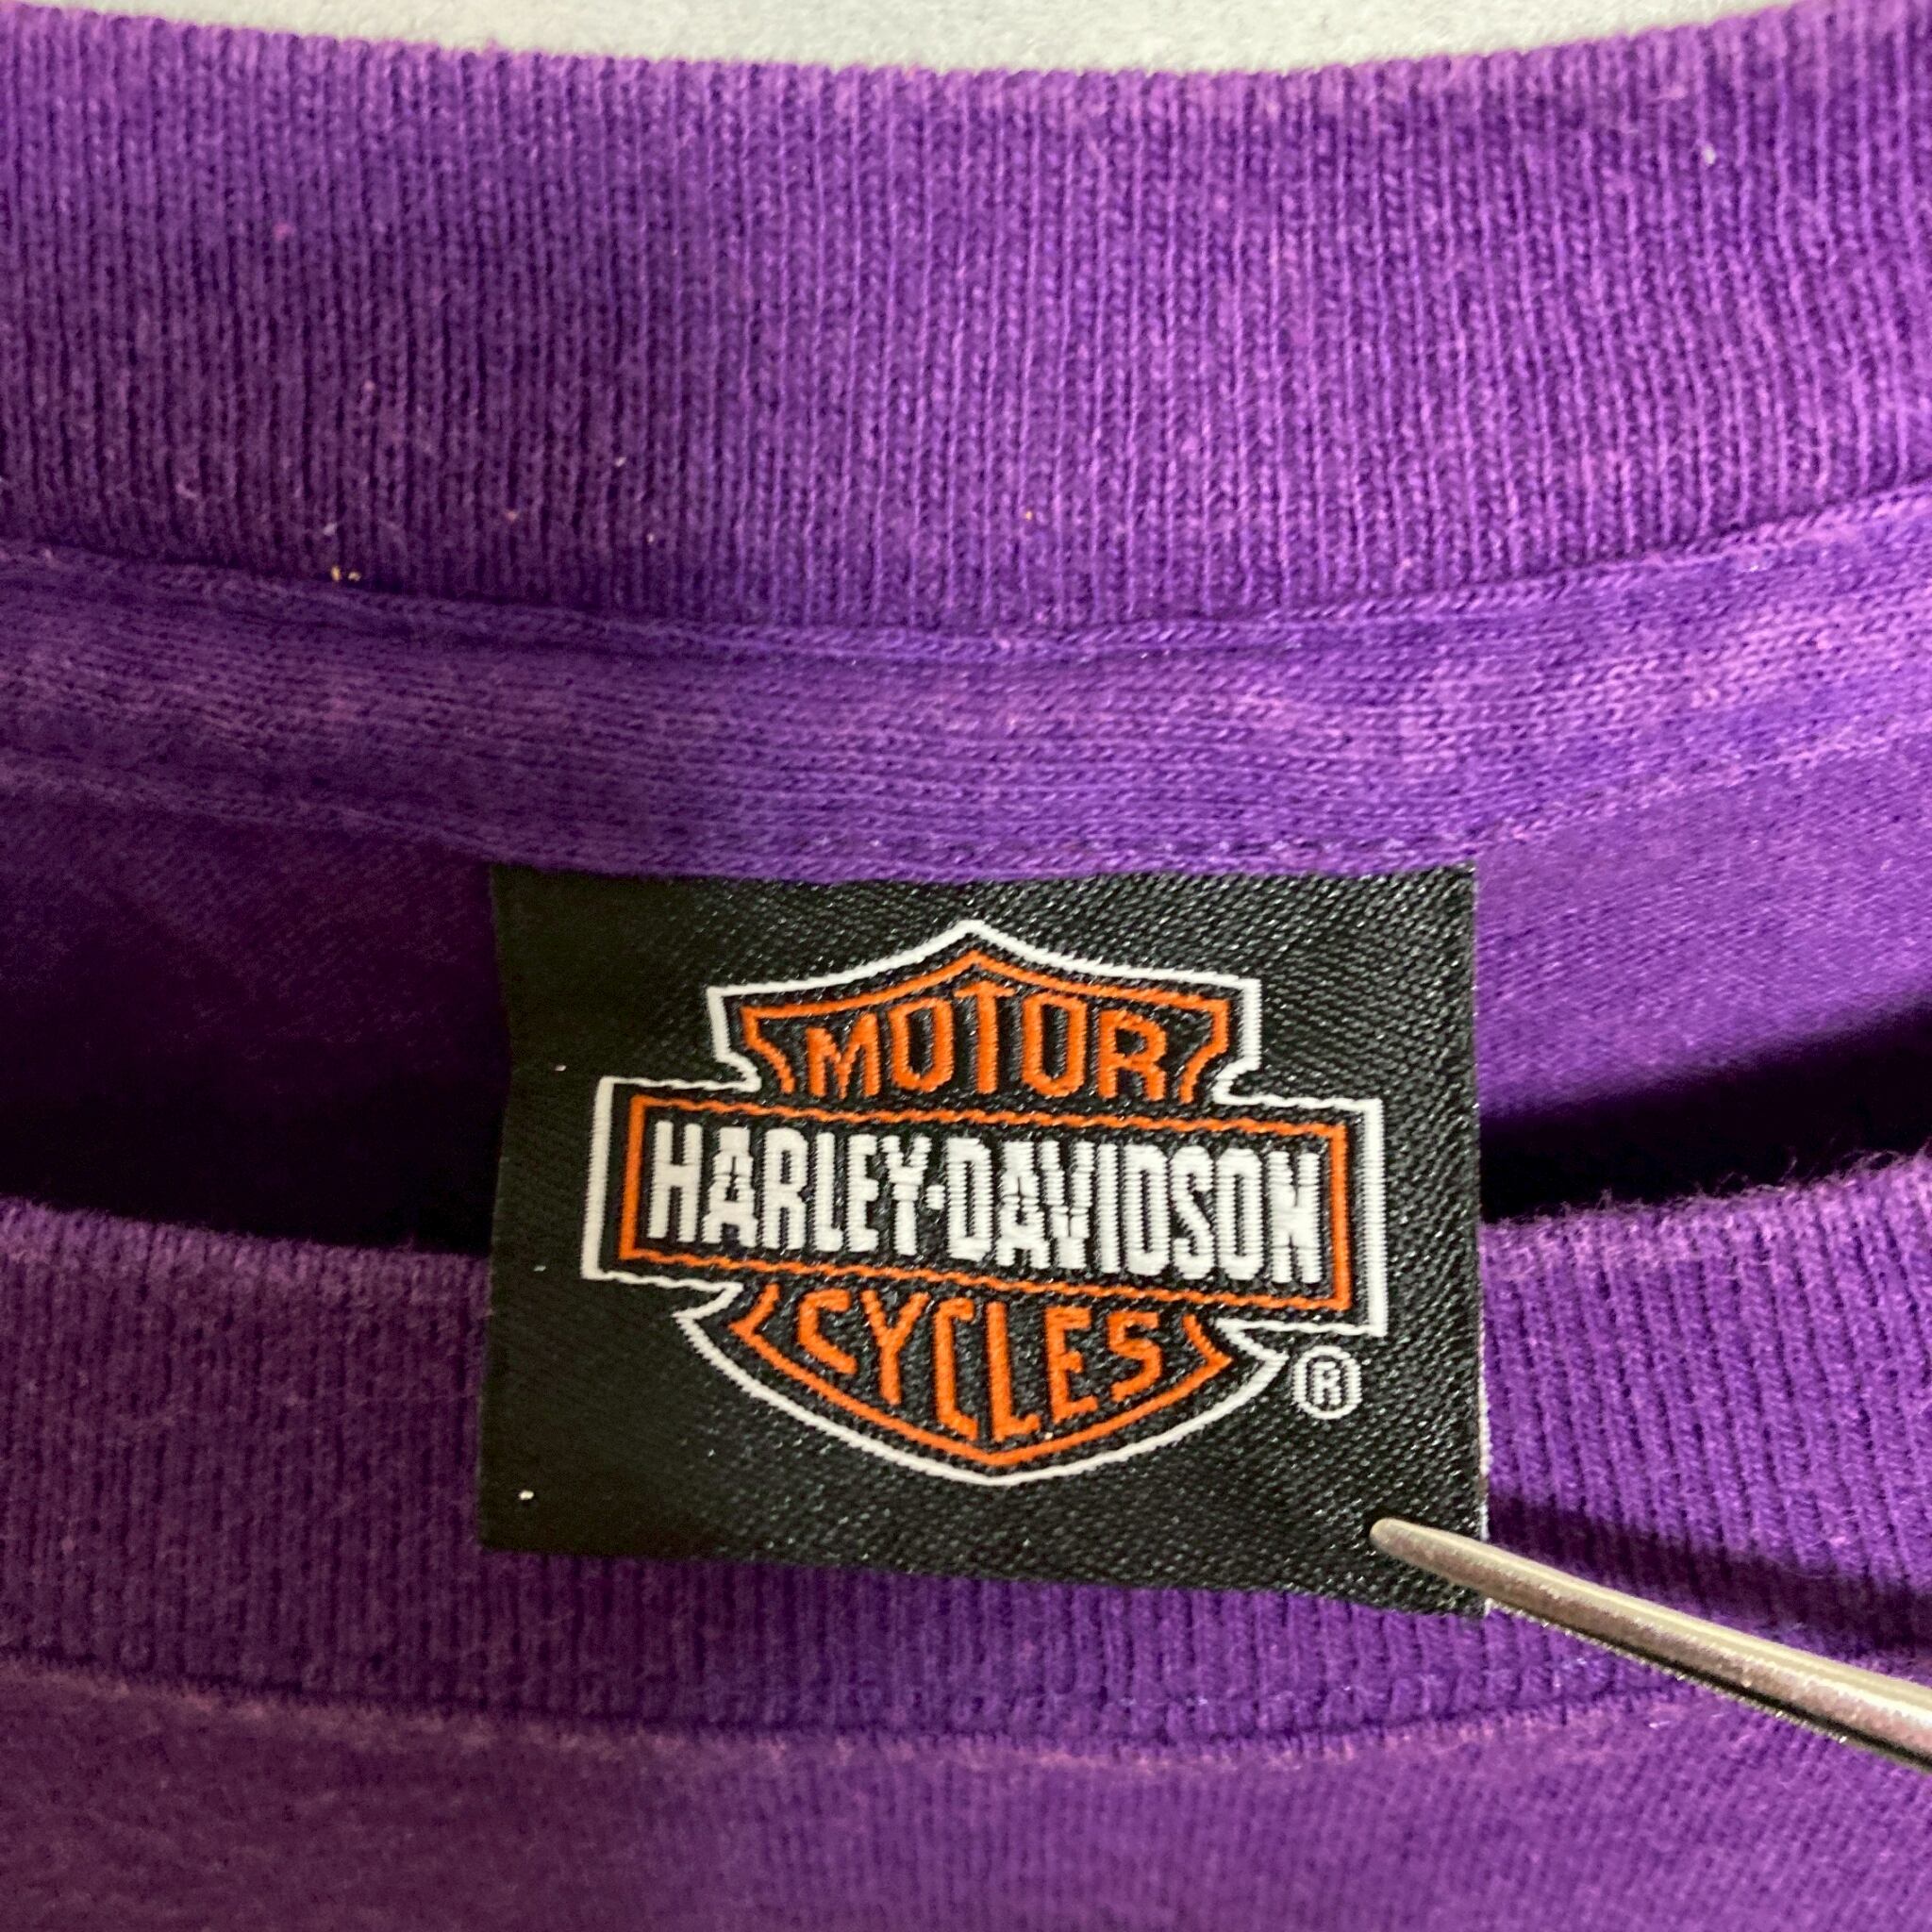 MOTOR
HARLEY-DAVIDSON
CYCLES
®